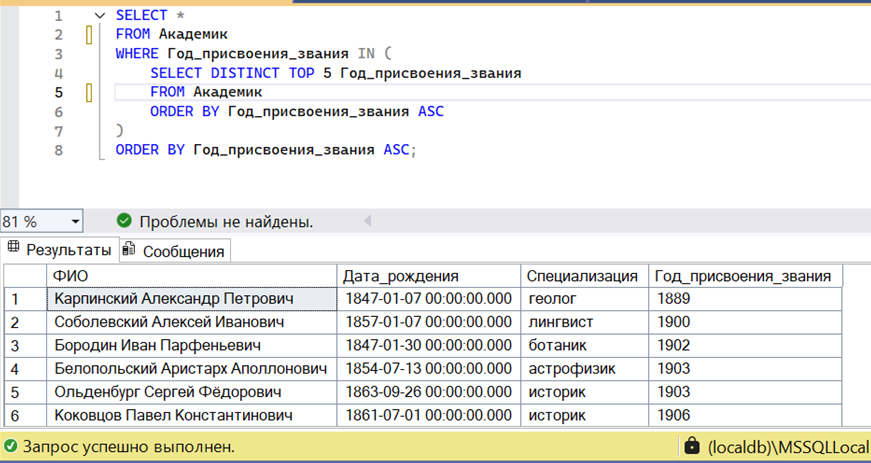 1 SELECT *
2 FROM Академик
3 WHERE Год_присвоения_звания IN (
4 SELECT DISTINCT TOP 5 Год_присвоения_звания
5 FROM Академик
6 ORDER BY Год_присвоения_звания ASC
7 )
8 ORDER BY Год_присвоения_звания ASC;
81 % Проблемы не найдены.
Результаты Сообщения
ФИО Дата_рождения Специализация Год_присвоения_звания
1 Карпинский Александр Петрович 1847-01-07 00:00:00.000 геолог 1889
2 Соболевский Алексей Иванович 1857-01-07 00:00:00.000 лингвист 1900
3 Бородин Иван Парфеньевич 1847-01-30 00:00:00.000 ботаник 1902
4 Белопольский Аристарх Аполлонович 1854-07-13 00:00:00.000 астрофизик 1903
5 Ольденбург Сергей Фёдорович 1863-09-26 00:00:00.000 историк 1903
6 Коковцов Павел Константинович 1861-07-01 00:00:00.000 историк 1906
Запрос успешно выполнен. (localdb)\MSSQLLocal